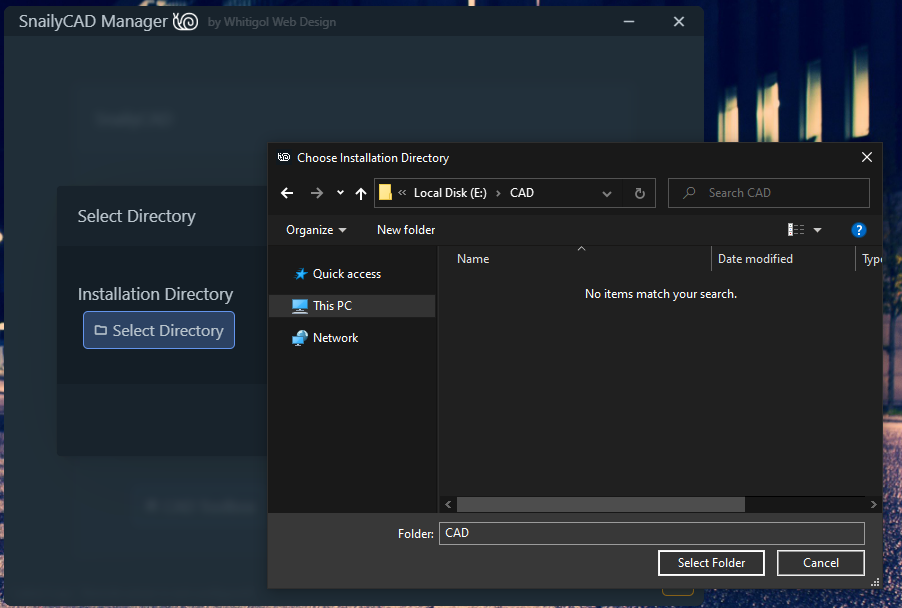 SnailyCAD Manager by Whitigol Web Design
Choose Installation Directory
« Local Disk (E:) › CAD
Search CAD
Select Directory
Organize
New folder
Name
Date modified
Type
Quick access
No items match your search.
Installation Directory
This PC
Select Directory
Network
Folder: CAD
Select Folder
Cancel